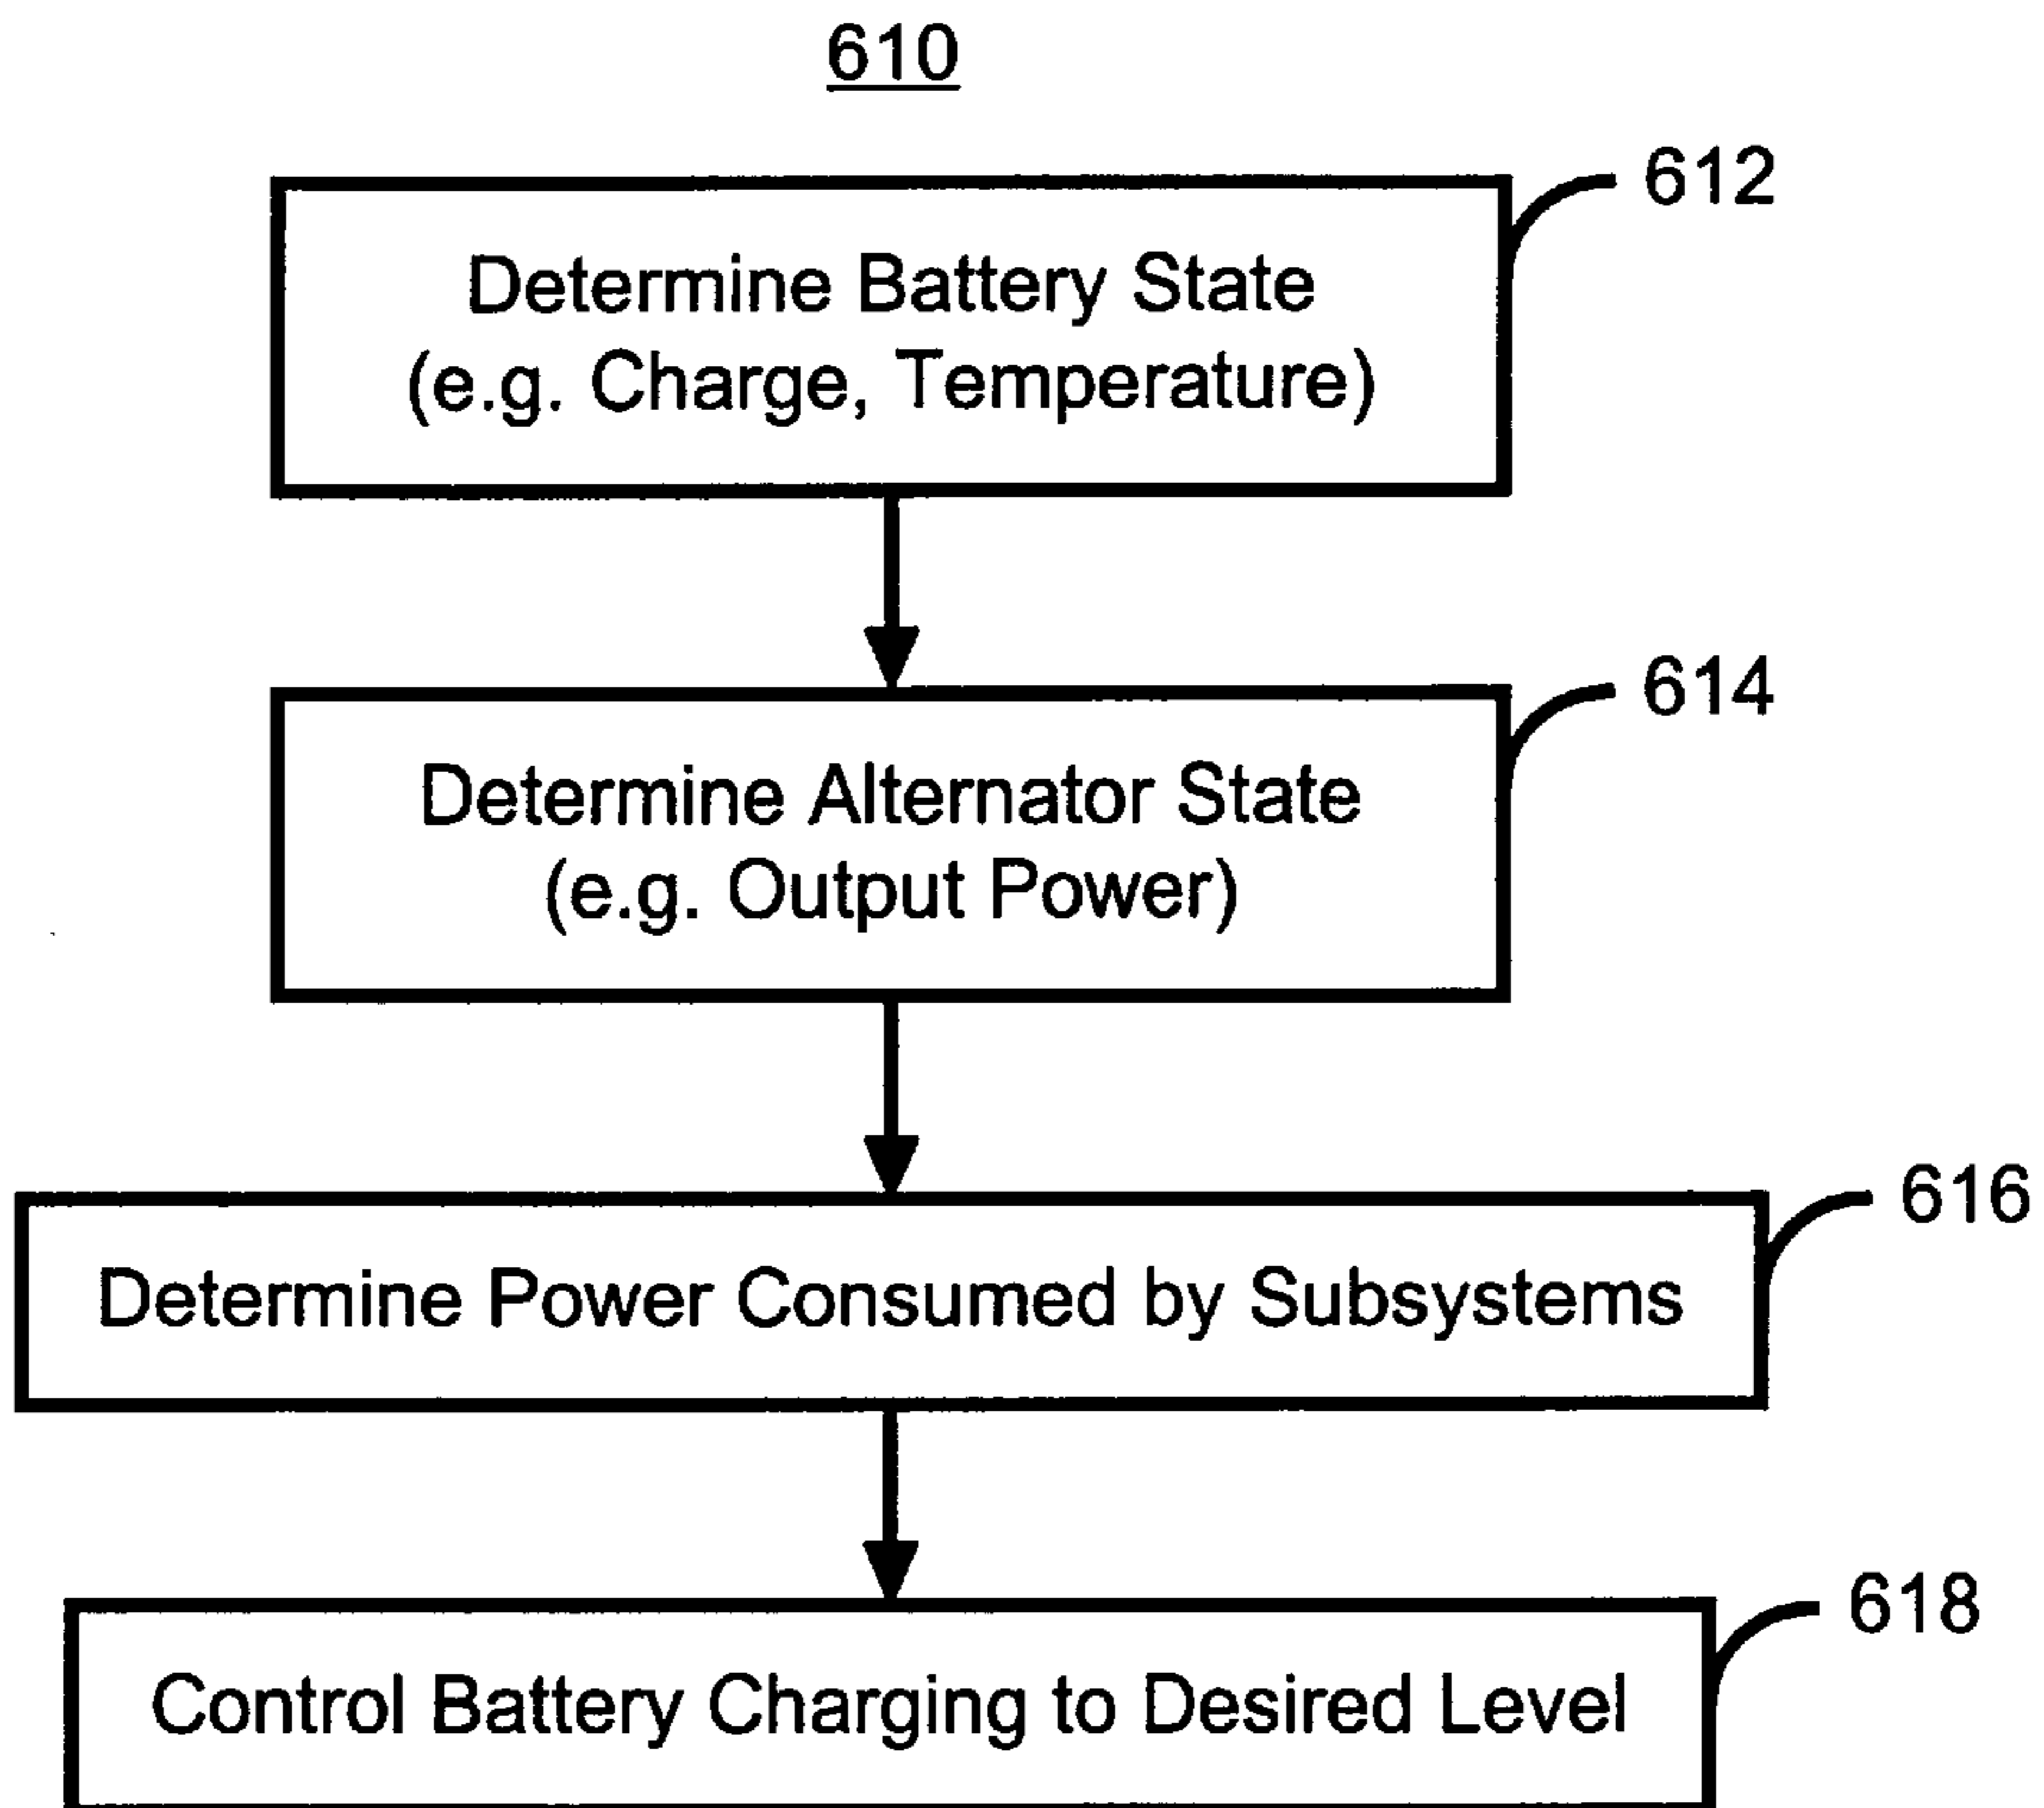 610
612
Determine Battery State
(e.g. Charge, Temperature)
614
Determine Alternator State
(e.g. Output Power)
616
Determine Power Consumed by Subsystems
618
Control Battery Charging to Desired Level